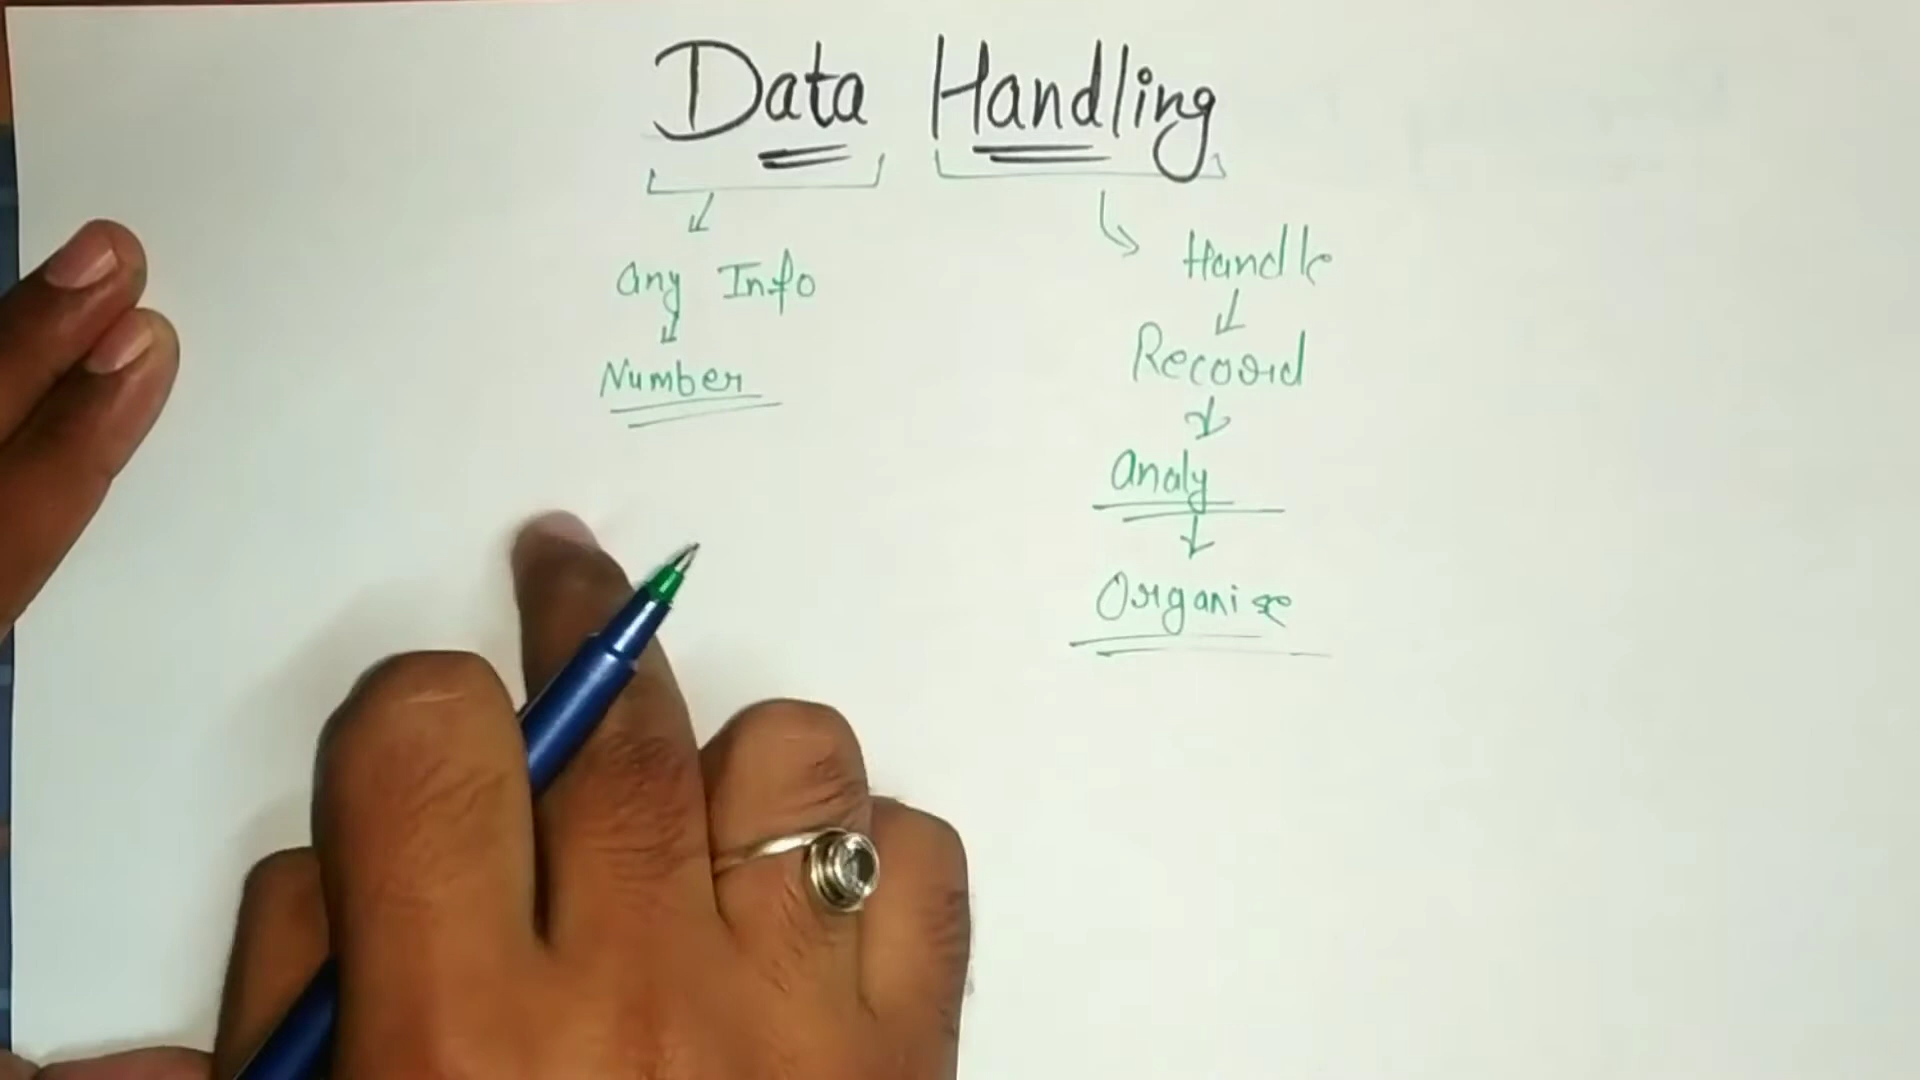 Data Handling
any Info
Number
Handle
Record
Analy
Organise